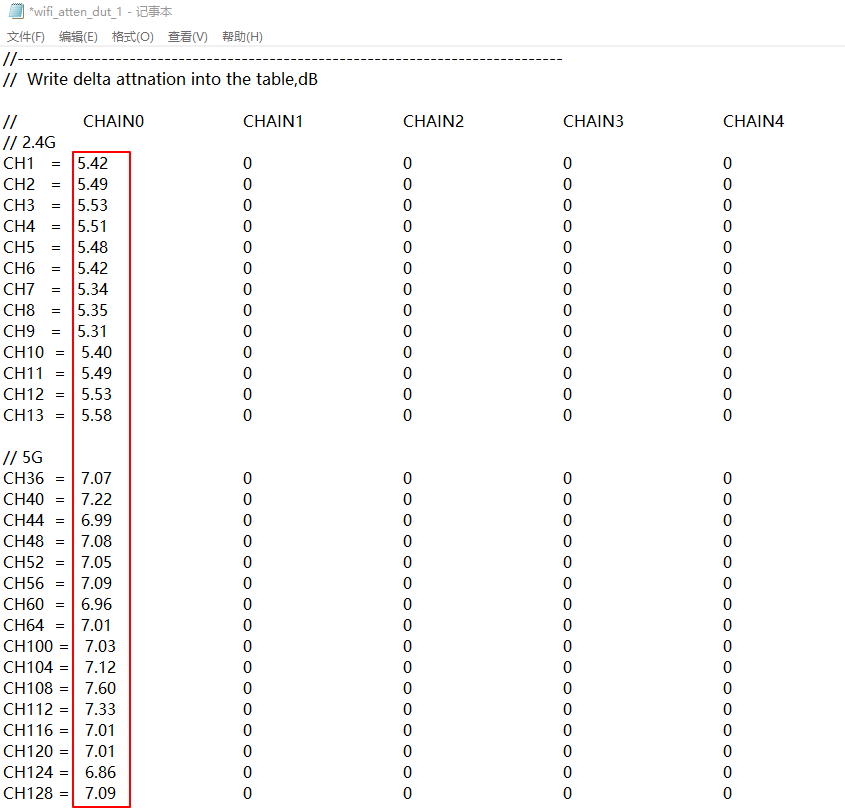 *wifi_atten_dut_1 - 记事本
文件(F) 编辑(E) 格式(O) 查看(V) 帮助(H)
//------------------------------------------------------------------------------
// Write delta attnation into the table,dB
// CHAIN0 CHAIN1 CHAIN2 CHAIN3 CHAIN4
// 2.4G
CH1 = 5.42 0 0 0 0
CH2 = 5.49 0 0 0 0
CH3 = 5.53 0 0 0 0
CH4 = 5.51 0 0 0 0
CH5 = 5.48 0 0 0 0
CH6 = 5.42 0 0 0 0
CH7 = 5.34 0 0 0 0
CH8 = 5.35 0 0 0 0
CH9 = 5.31 0 0 0 0
CH10 = 5.40 0 0 0 0
CH11 = 5.49 0 0 0 0
CH12 = 5.53 0 0 0 0
CH13 = 5.58 0 0 0 0
// 5G
CH36 = 7.07 0 0 0 0
CH40 = 7.22 0 0 0 0
CH44 = 6.99 0 0 0 0
CH48 = 7.08 0 0 0 0
CH52 = 7.05 0 0 0 0
CH56 = 7.09 0 0 0 0
CH60 = 6.96 0 0 0 0
CH64 = 7.01 0 0 0 0
CH100 = 7.03 0 0 0 0
CH104 = 7.12 0 0 0 0
CH108 = 7.60 0 0 0 0
CH112 = 7.33 0 0 0 0
CH116 = 7.01 0 0 0 0
CH120 = 7.01 0 0 0 0
CH124 = 6.86 0 0 0 0
CH128 = 7.09 0 0 0 0